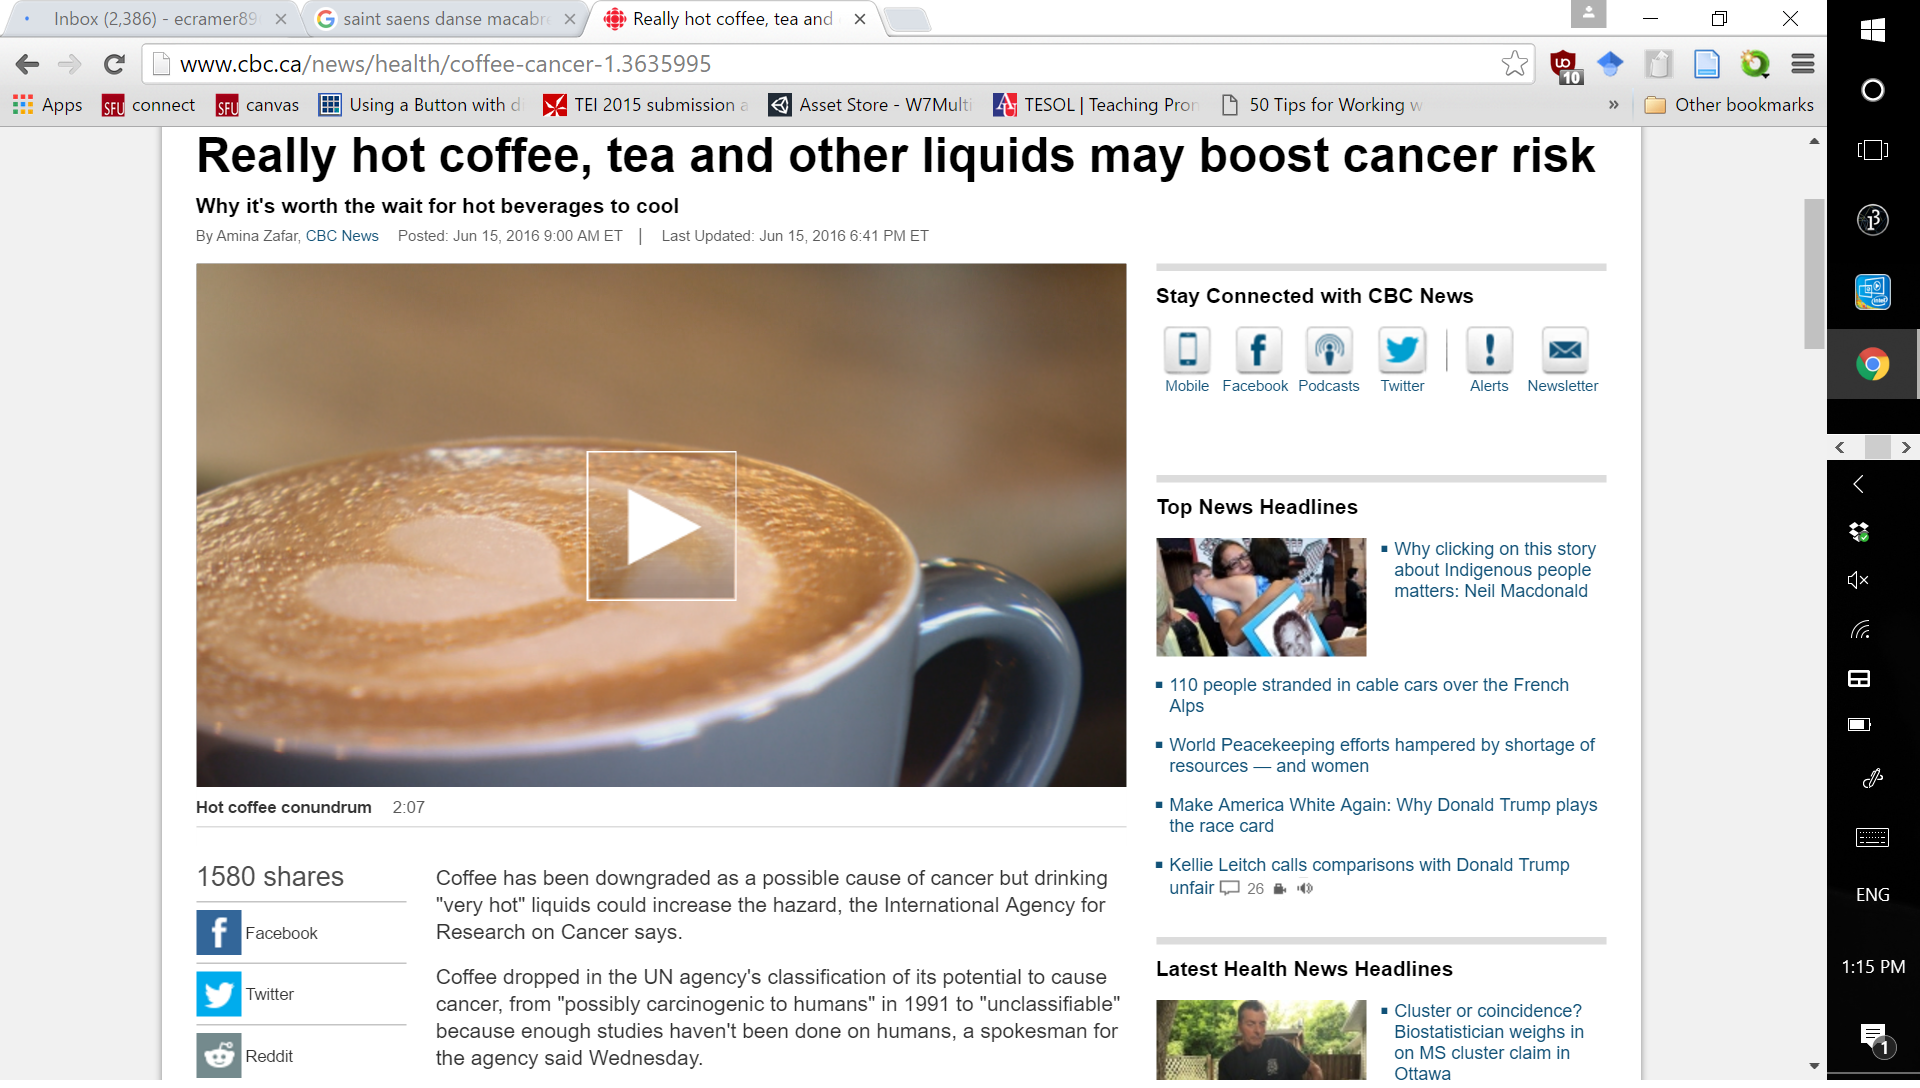 Inbox (2,386) - ecramer89
saint saens danse macabre
Really hot coffee, tea and
www.cbc.ca/news/health/coffee-cancer-1.3635995
10
Apps
SFU connect
SFU canvas
Using a Button with
TEI 2015 submission
Asset Store - W7Multi
TESOL | Teaching Pron
50 Tips for Working w
»
Other bookmarks
Really hot coffee, tea and other liquids may boost cancer risk
Why it's worth the wait for hot beverages to cool
By Amina Zafar, CBC News Posted: Jun 15, 2016 9:00 AM ET | Last Updated: Jun 15, 2016 6:41 PM ET
Hot coffee conundrum 2:07
1580 shares
Facebook
Twitter
Reddit
Coffee has been downgraded as a possible cause of cancer but drinking
"very hot" liquids could increase the hazard, the International Agency for
Research on Cancer says.
Coffee dropped in the UN agency's classification of its potential to cause
cancer, from "possibly carcinogenic to humans" in 1991 to "unclassifiable"
because enough studies haven't been done on humans, a spokesman for
the agency said Wednesday.
Stay Connected with CBC News
Mobile Facebook Podcasts Twitter Alerts Newsletter
Top News Headlines
Why clicking on this story
about Indigenous people
matters: Neil Macdonald
110 people stranded in cable cars over the French
Alps
World Peacekeeping efforts hampered by shortage of
resources — and women
Make America White Again: Why Donald Trump plays
the race card
Kellie Leitch calls comparisons with Donald Trump
unfair 26
Latest Health News Headlines
Cluster or coincidence?
Biostatistician weighs in
on MS cluster claim in
Ottawa
intel
ENG
1:15 PM
1